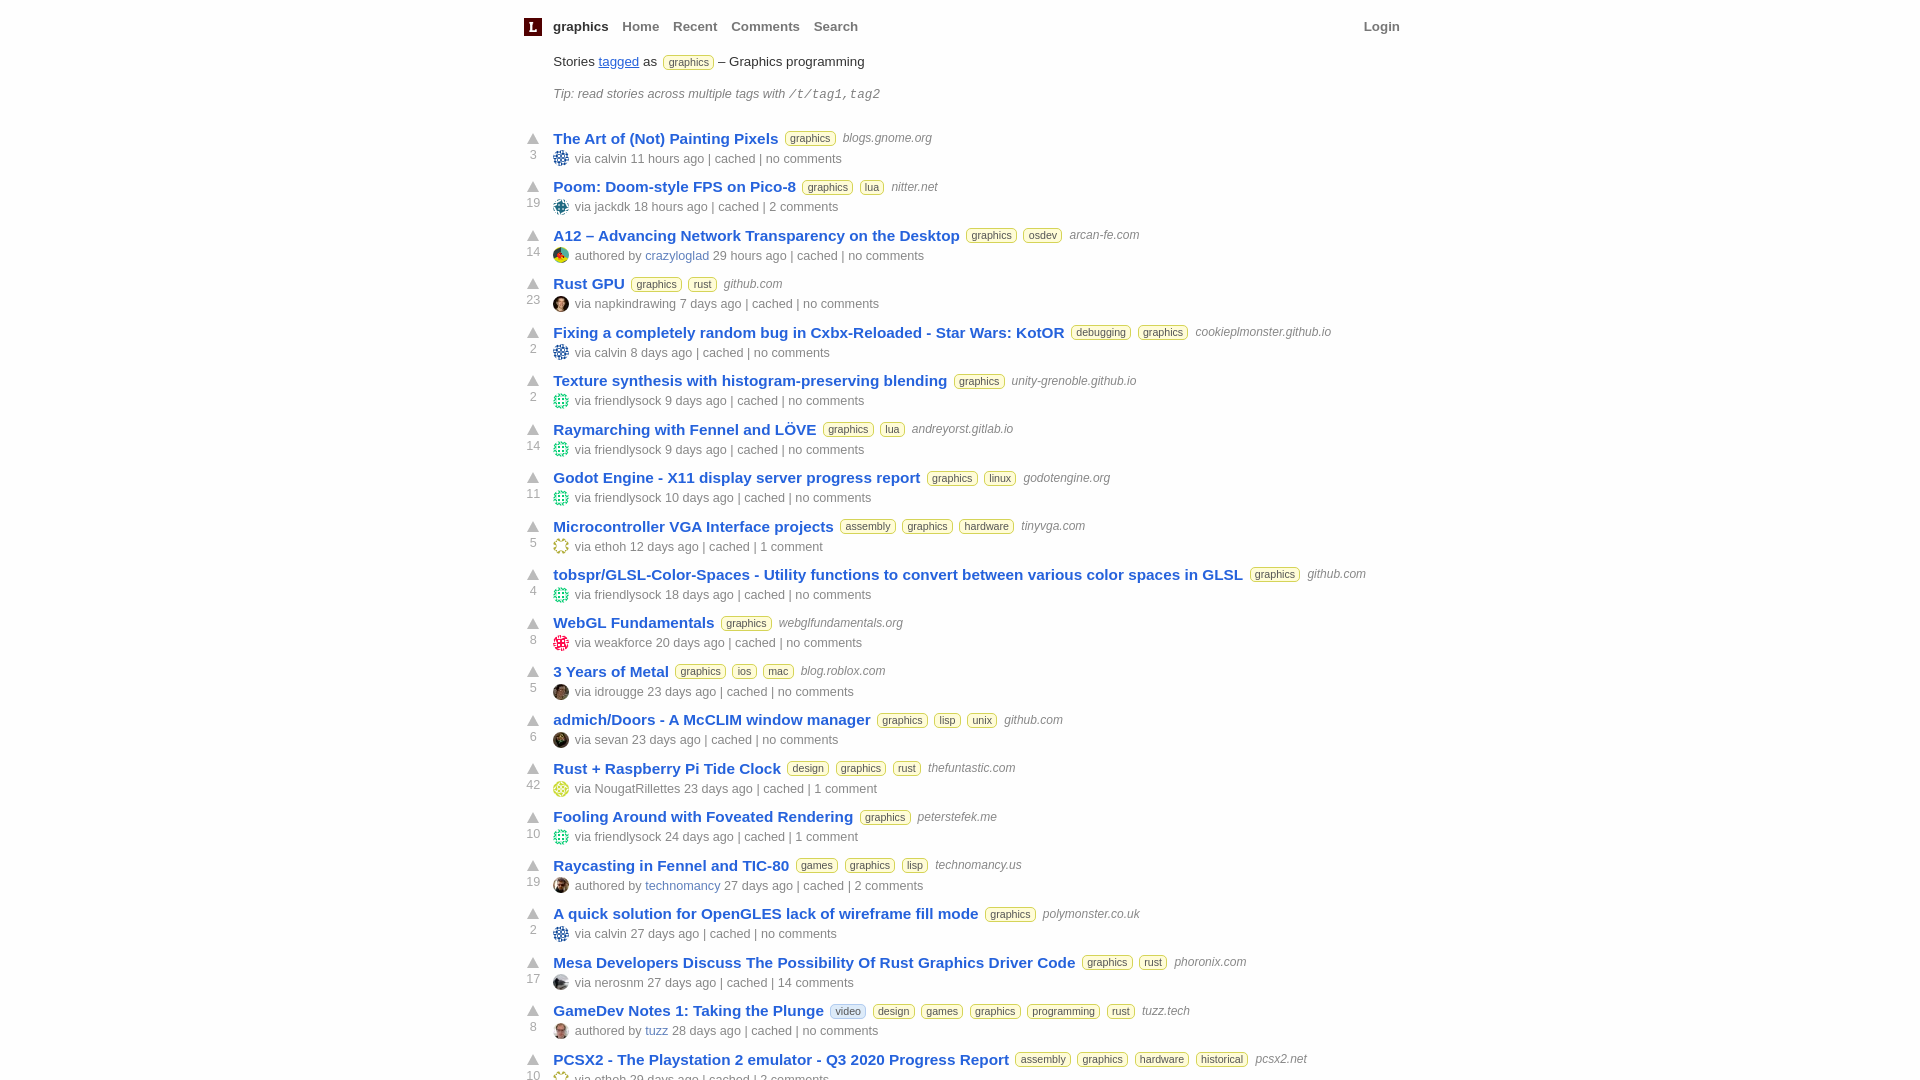 L graphics Home Recent Comments Search Login
Stories tagged as graphics – Graphics programming
Tip: read stories across multiple tags with /t/tag1,tag2
The Art of (Not) Painting Pixels graphics blogs.gnome.org
3 via calvin 11 hours ago | cached | no comments
Poom: Doom-style FPS on Pico-8 graphics lua nitter.net
19 via jackdk 18 hours ago | cached | 2 comments
A12 – Advancing Network Transparency on the Desktop graphics osdev arcan-fe.com
14 authored by crazyloglad 29 hours ago | cached | no comments
Rust GPU graphics rust github.com
23 via napkindrawing 7 days ago | cached | no comments
Fixing a completely random bug in Cxbx-Reloaded - Star Wars: KotOR debugging graphics cookieplmonster.github.io
2 via calvin 8 days ago | cached | no comments
Texture synthesis with histogram-preserving blending graphics unity-grenoble.github.io
2 via friendlysock 9 days ago | cached | no comments
Raymarching with Fennel and LÖVE graphics lua andreyorst.gitlab.io
14 via friendlysock 9 days ago | cached | no comments
Godot Engine - X11 display server progress report graphics linux godotengine.org
11 via friendlysock 10 days ago | cached | no comments
Microcontroller VGA Interface projects assembly graphics hardware tinyvga.com
5 via ethoh 12 days ago | cached | 1 comment
tobspr/GLSL-Color-Spaces - Utility functions to convert between various color spaces in GLSL graphics github.com
4 via friendlysock 18 days ago | cached | no comments
WebGL Fundamentals graphics webglfundamentals.org
8 via weakforce 20 days ago | cached | no comments
3 Years of Metal graphics ios mac blog.roblox.com
5 via idrougge 23 days ago | cached | no comments
admich/Doors - A McCLIM window manager graphics lisp unix github.com
6 via sevan 23 days ago | cached | no comments
Rust + Raspberry Pi Tide Clock design graphics rust thefuntastic.com
42 via NougatRillettes 23 days ago | cached | 1 comment
Fooling Around with Foveated Rendering graphics peterstefek.me
10 via friendlysock 24 days ago | cached | 1 comment
Raycasting in Fennel and TIC-80 games graphics lisp technomancy.us
19 authored by technomancy 27 days ago | cached | 2 comments
A quick solution for OpenGLES lack of wireframe fill mode graphics polymonster.co.uk
2 via calvin 27 days ago | cached | no comments
Mesa Developers Discuss The Possibility Of Rust Graphics Driver Code graphics rust phoronix.com
17 via nerosnm 27 days ago | cached | 14 comments
GameDev Notes 1: Taking the Plunge video design games graphics programming rust tuzz.tech
8 authored by tuzz 28 days ago | cached | no comments
PCSX2 - The Playstation 2 emulator - Q3 2020 Progress Report assembly graphics hardware historical pcsx2.net
10 via ethoh 29 days ago | cached | 2 comments